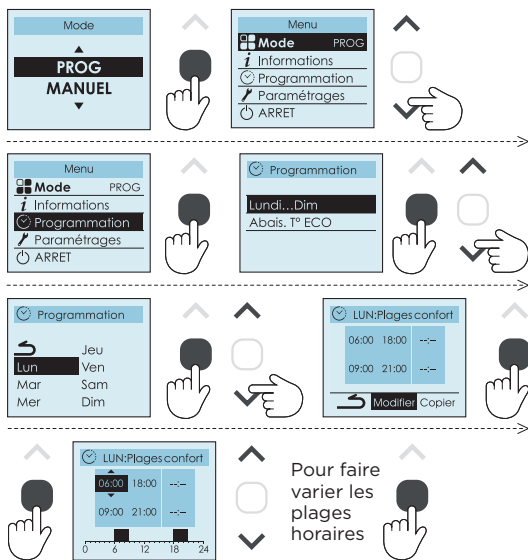 Mode
PROG
MANUEL
Menu
Mode PROG
i Informations
Programmation
Paramétrages
ARRET
Menu
Mode PROG
i Informations
Programmation
Paramétrages
ARRET
Programmation
Lundi...Dim
Abais. T° ECO
Programmation
Jeu
Lun Ven
Mar Sam
Mer Dim
LUN:Plages confort
06:00 18:00 --:--
09:00 21:00 --:--
Modifier Copier
LUN:Plages confort
06:00 18:00 --:--
09:00 21:00 --:--
0 6 12 18 24
Pour faire
varier les
plages
horaires